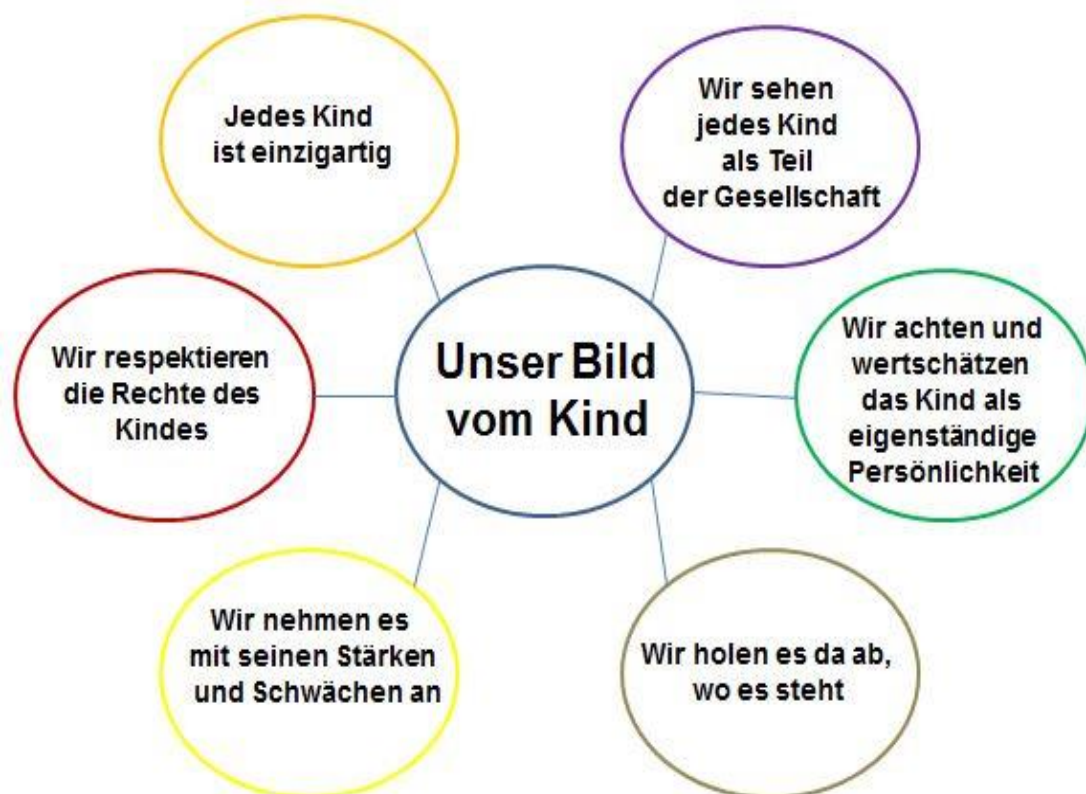 Jedes Kind
ist einzigartig
Wir sehen
jedes Kind
als Teil
der Gesellschaft
Wir respektieren
die Rechte des
Kindes
Unser Bild
vom Kind
Wir achten und
wertschätzen
das Kind als
eigenständige
Persönlichkeit
Wir nehmen es
mit seinen Stärken
und Schwächen an
Wir holen es da ab,
wo es steht